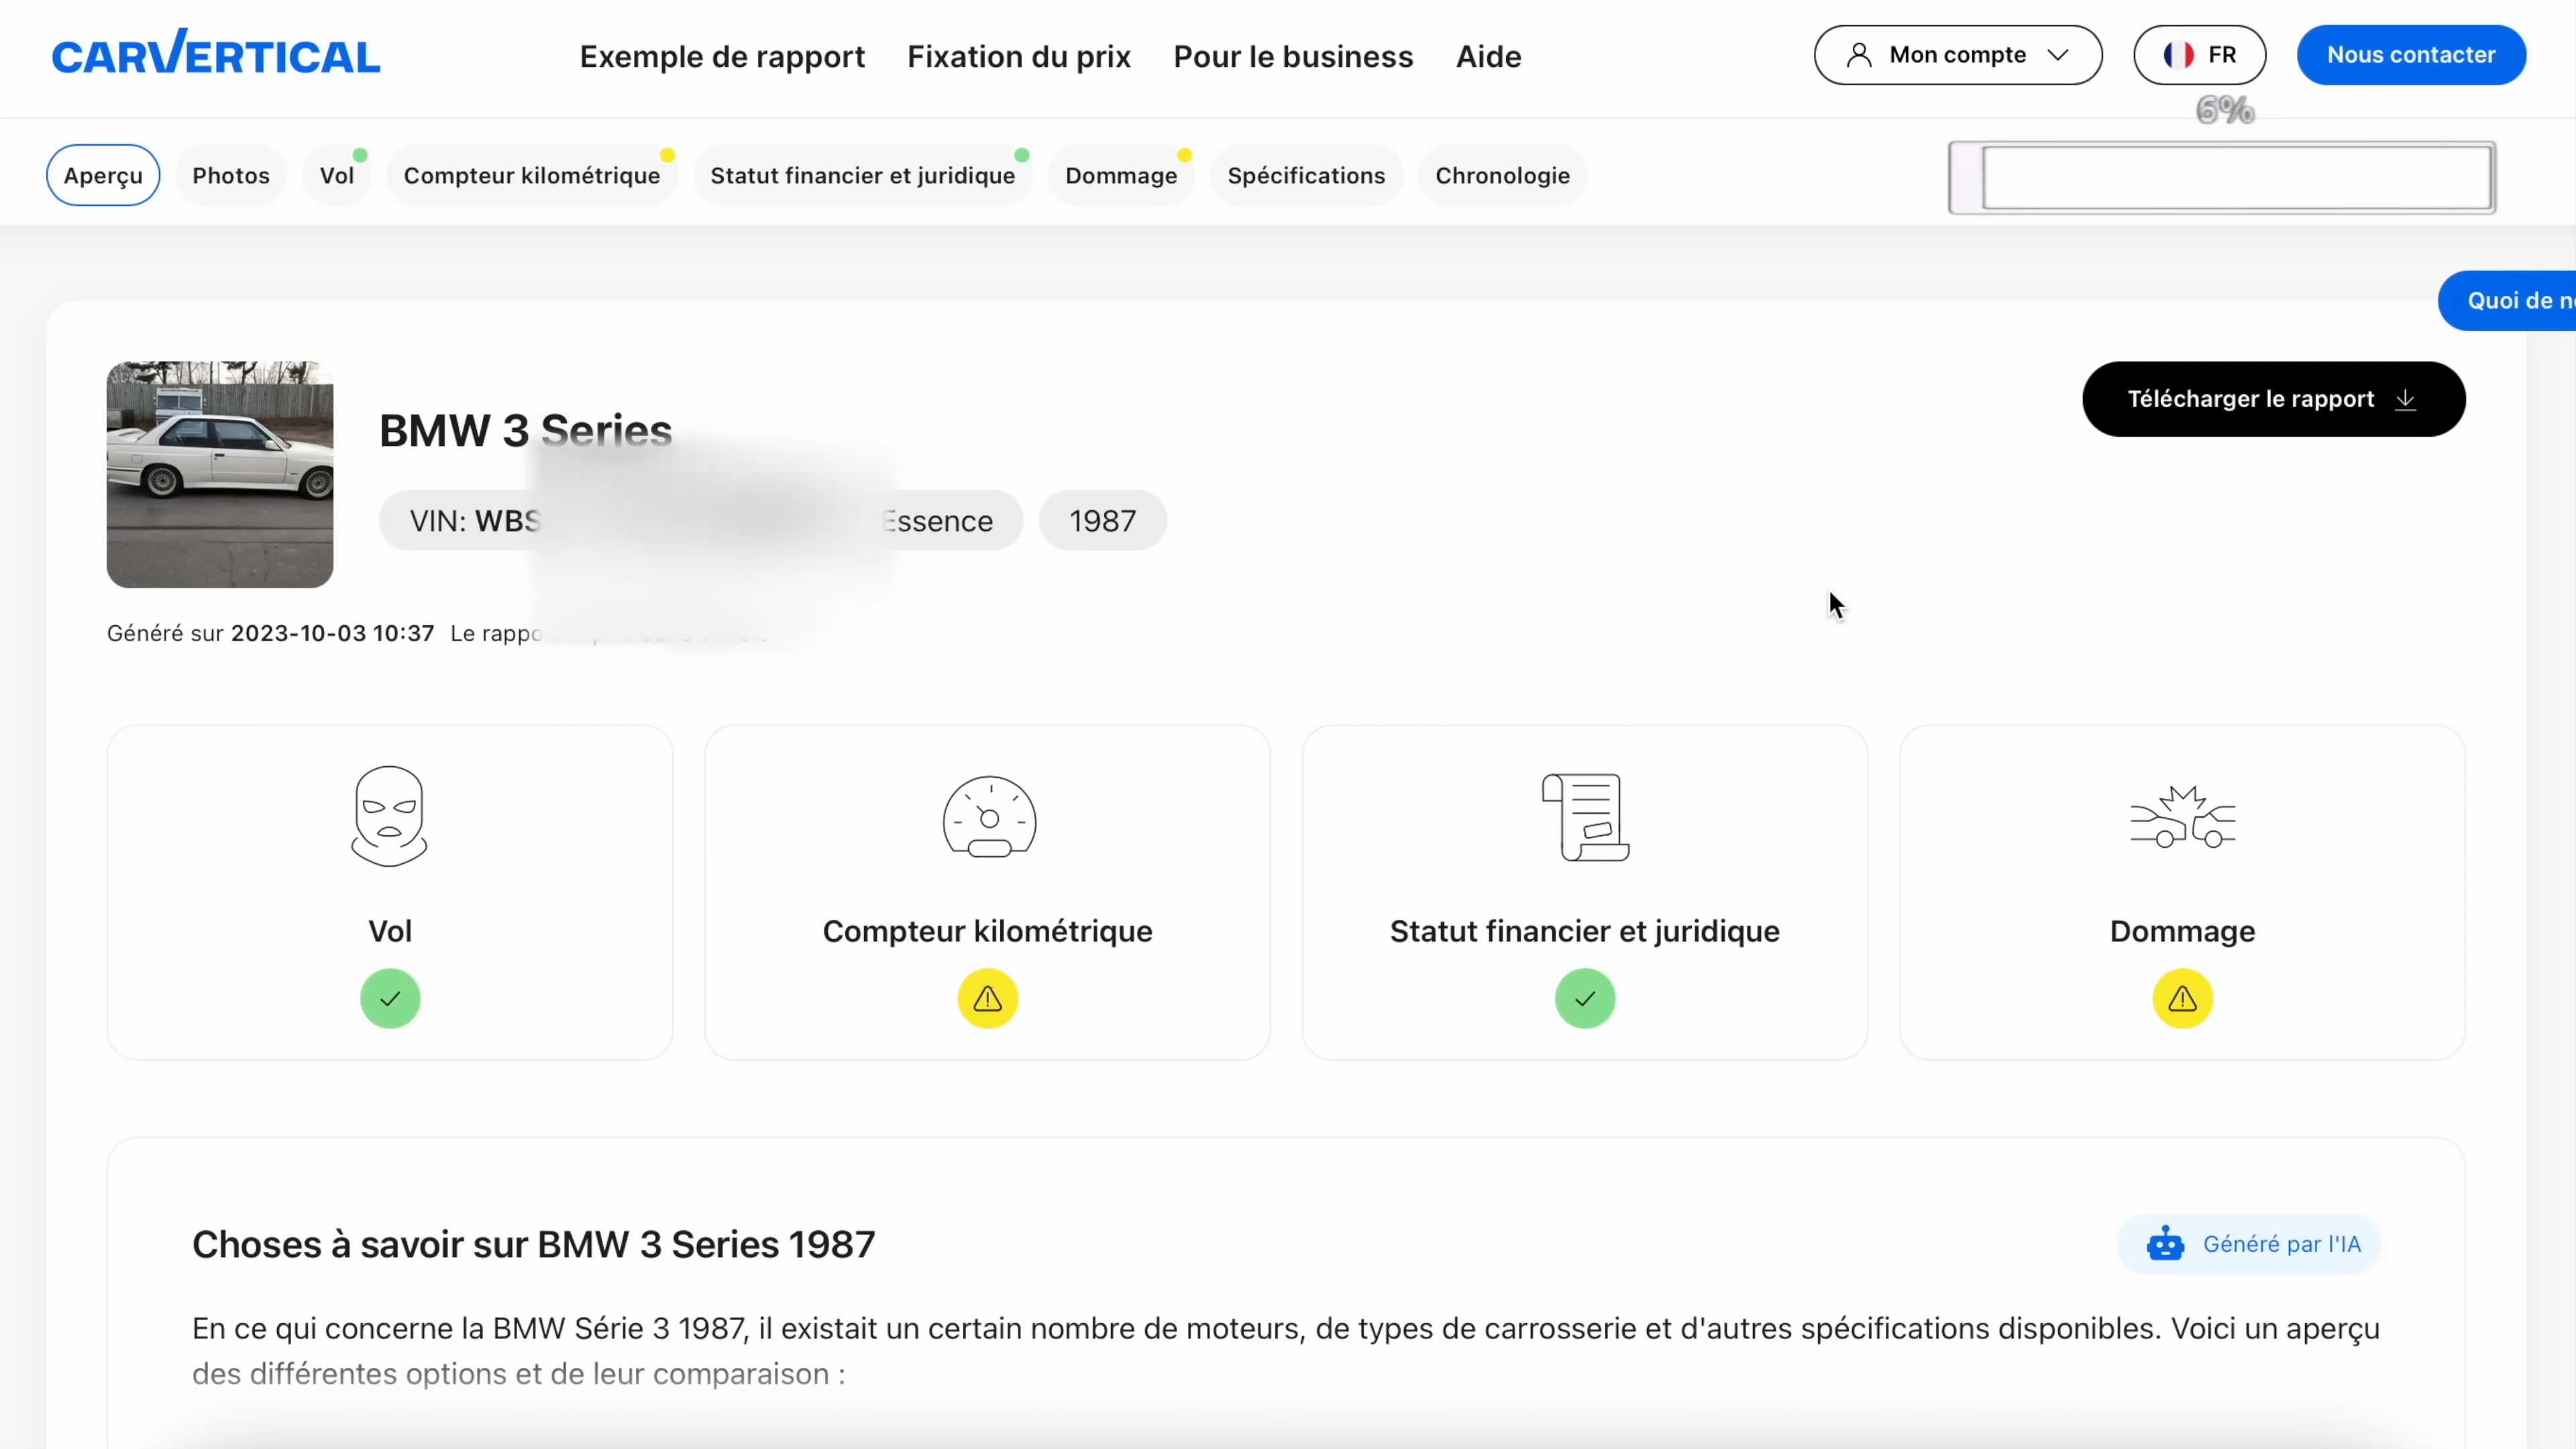 CARVERTICAL
Exemple de rapport
Fixation du prix
Pour le business
Aide
Mon compte
FR
Nous contacter
6%
Aperçu
Photos
Vol
Compteur kilométrique
Statut financier et juridique
Dommage
Spécifications
Chronologie
Quoi de
Télécharger le rapport
BMW 3 Series
VIN: WBS
Essence
1987
Généré sur 2023-10-03 10:37 Le
Vol
Compteur kilométrique
Statut financier et juridique
Dommage
Choses à savoir sur BMW 3 Series 1987
Généré par l'IA
En ce qui concerne la BMW Série 3 1987, il existait un certain nombre de moteurs, de types de carrosserie et d'autres spécifications disponibles. Voici un aperçu
des différentes options et de leur comparaison :